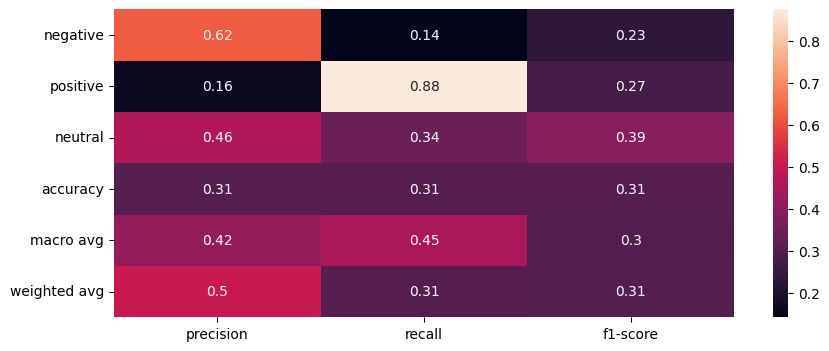 negative 0.62 0.14 0.23
positive 0.16 0.88 0.27
neutral 0.46 0.34 0.39
accuracy 0.31 0.31 0.31
macro avg 0.42 0.45 0.3
weighted avg 0.5 0.31 0.31
precision recall f1-score
0.8
0.7
0.6
0.5
0.4
0.3
0.2